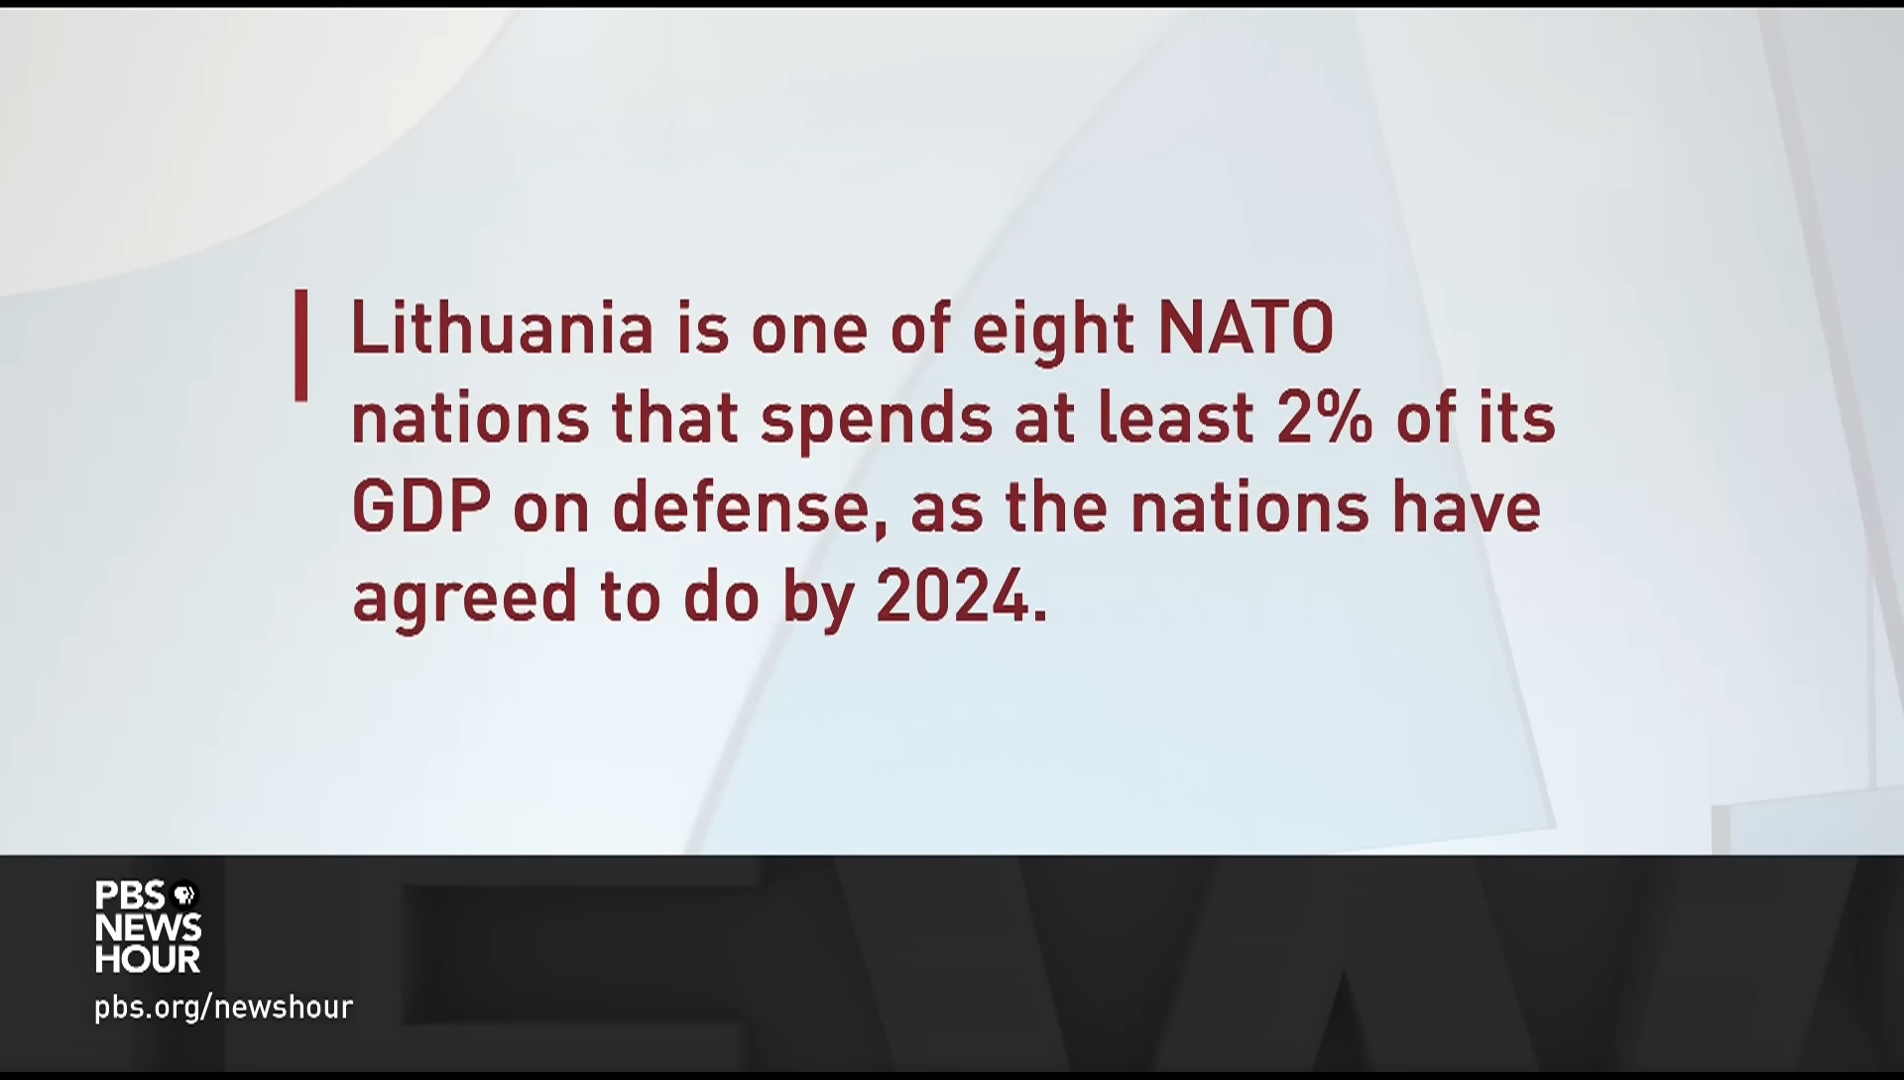 Lithuania is one of eight NATO
nations that spends at least 2% of its
GDP on defense, as the nations have
agreed to do by 2024.
PBS
NEWS
HOUR
pbs.org/newshour